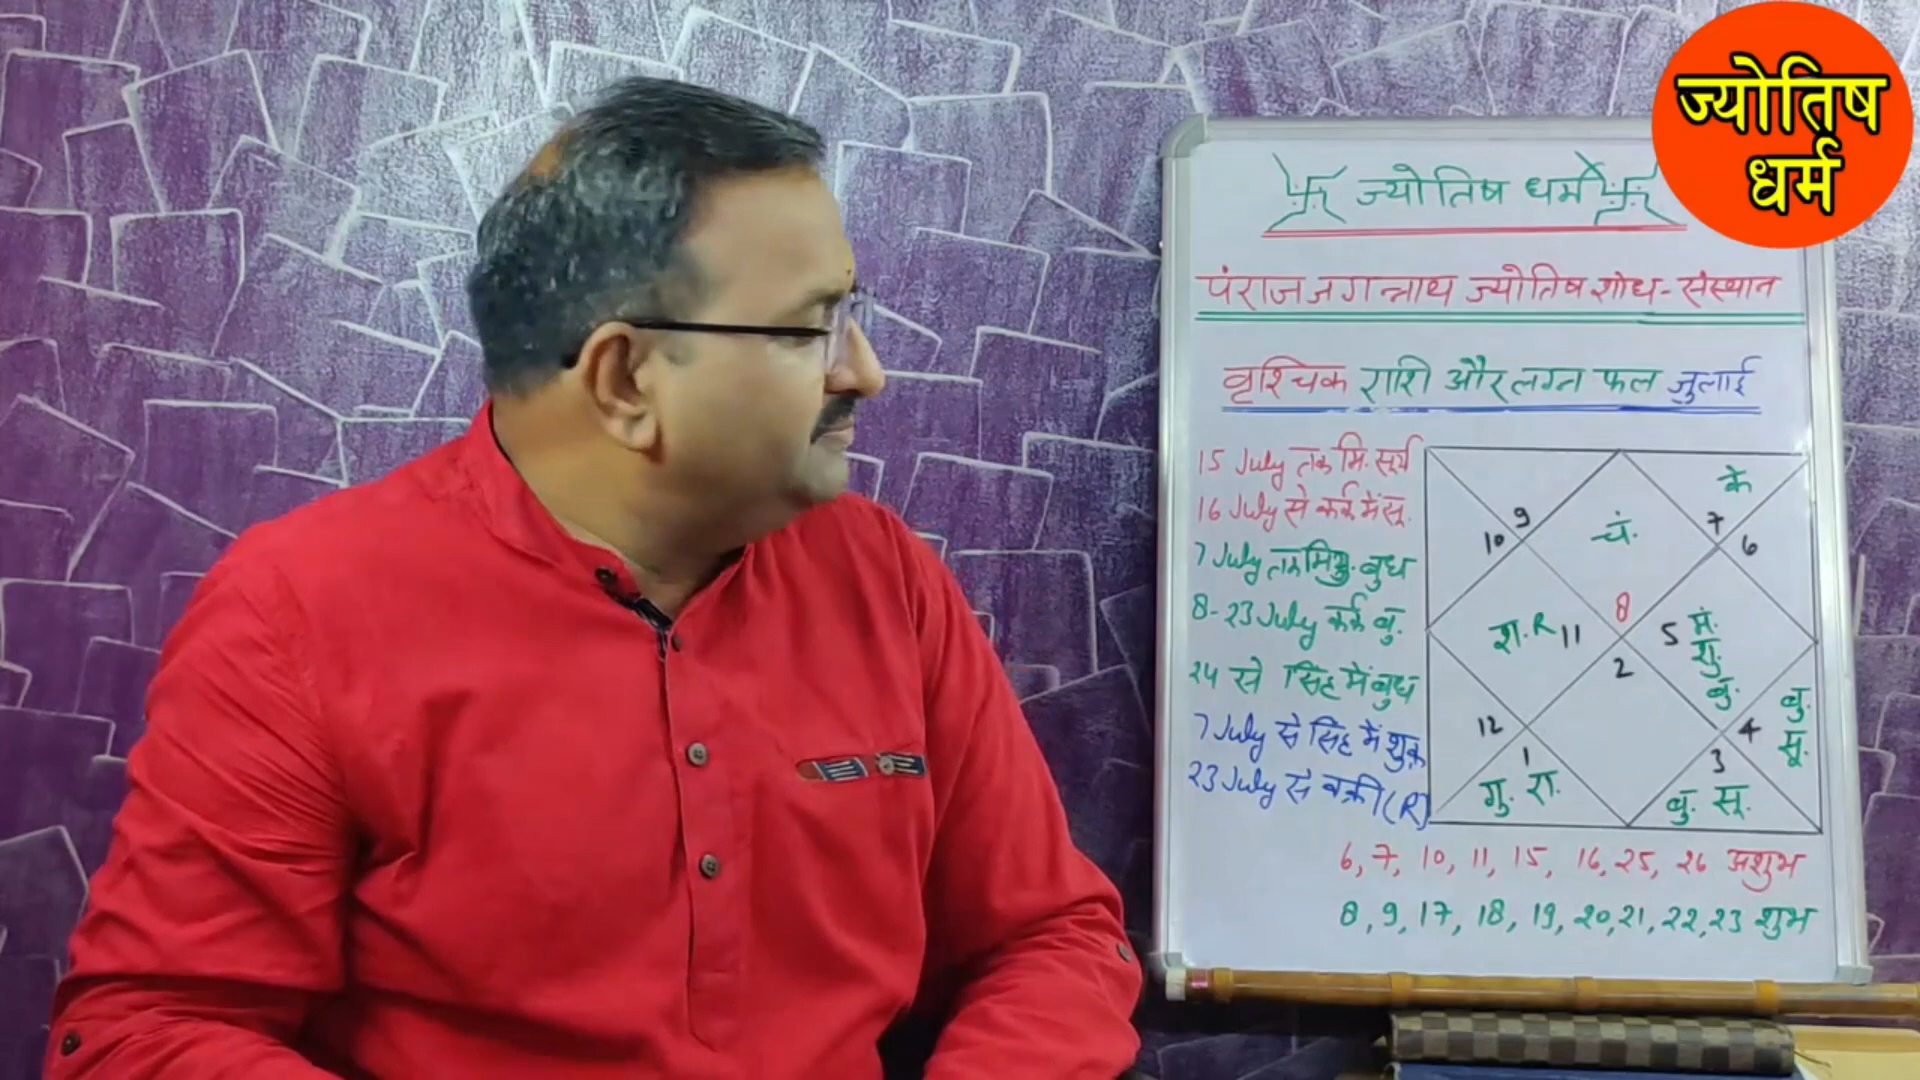 ज्योतिष
धर्म
卐 ज्योतिष धर्म 卐
पंराज जगन्नाथ ज्योतिष शोध-संस्थान
वृश्चिक राशि और लग्न फल जुलाई
15 July तक मि. सूर्य
16 July से कर्क में सू.
7 July तक मिथु. बुध
8-23 July कर्क बु.
24 से सिंह में बुध
7 July से सिंह में शुक्र
23 July से वक्री (R)
के
9
चं.
7
10
6
8
श. R 11
5 मं.
शु.
बु.
2
बु.
सू.
12
4
1
3
गु. रा.
बु. सू.
6, 7, 10, 11, 15, 16, 25, 26 अशुभ
8, 9, 17, 18, 19, 20, 21, 22, 23 शुभ